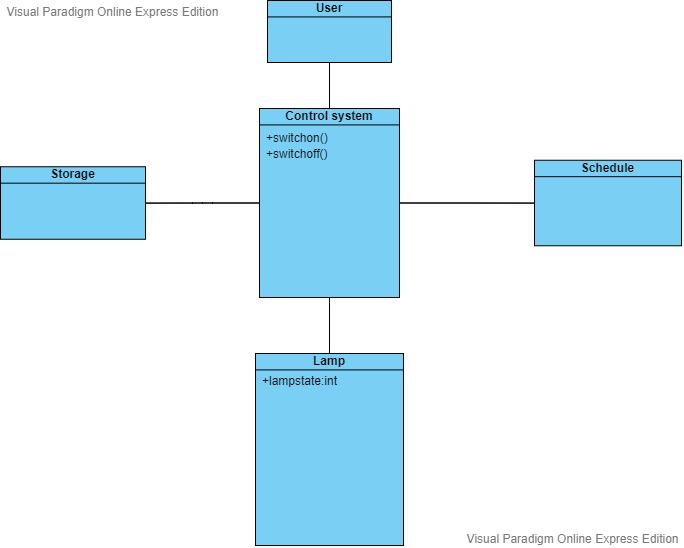 Visual Paradigm Online Express Edition
User
Control system
+switchon()
+switchoff()
Storage
Schedule
Lamp
+lampstate:int
Visual Paradigm Online Express Edition